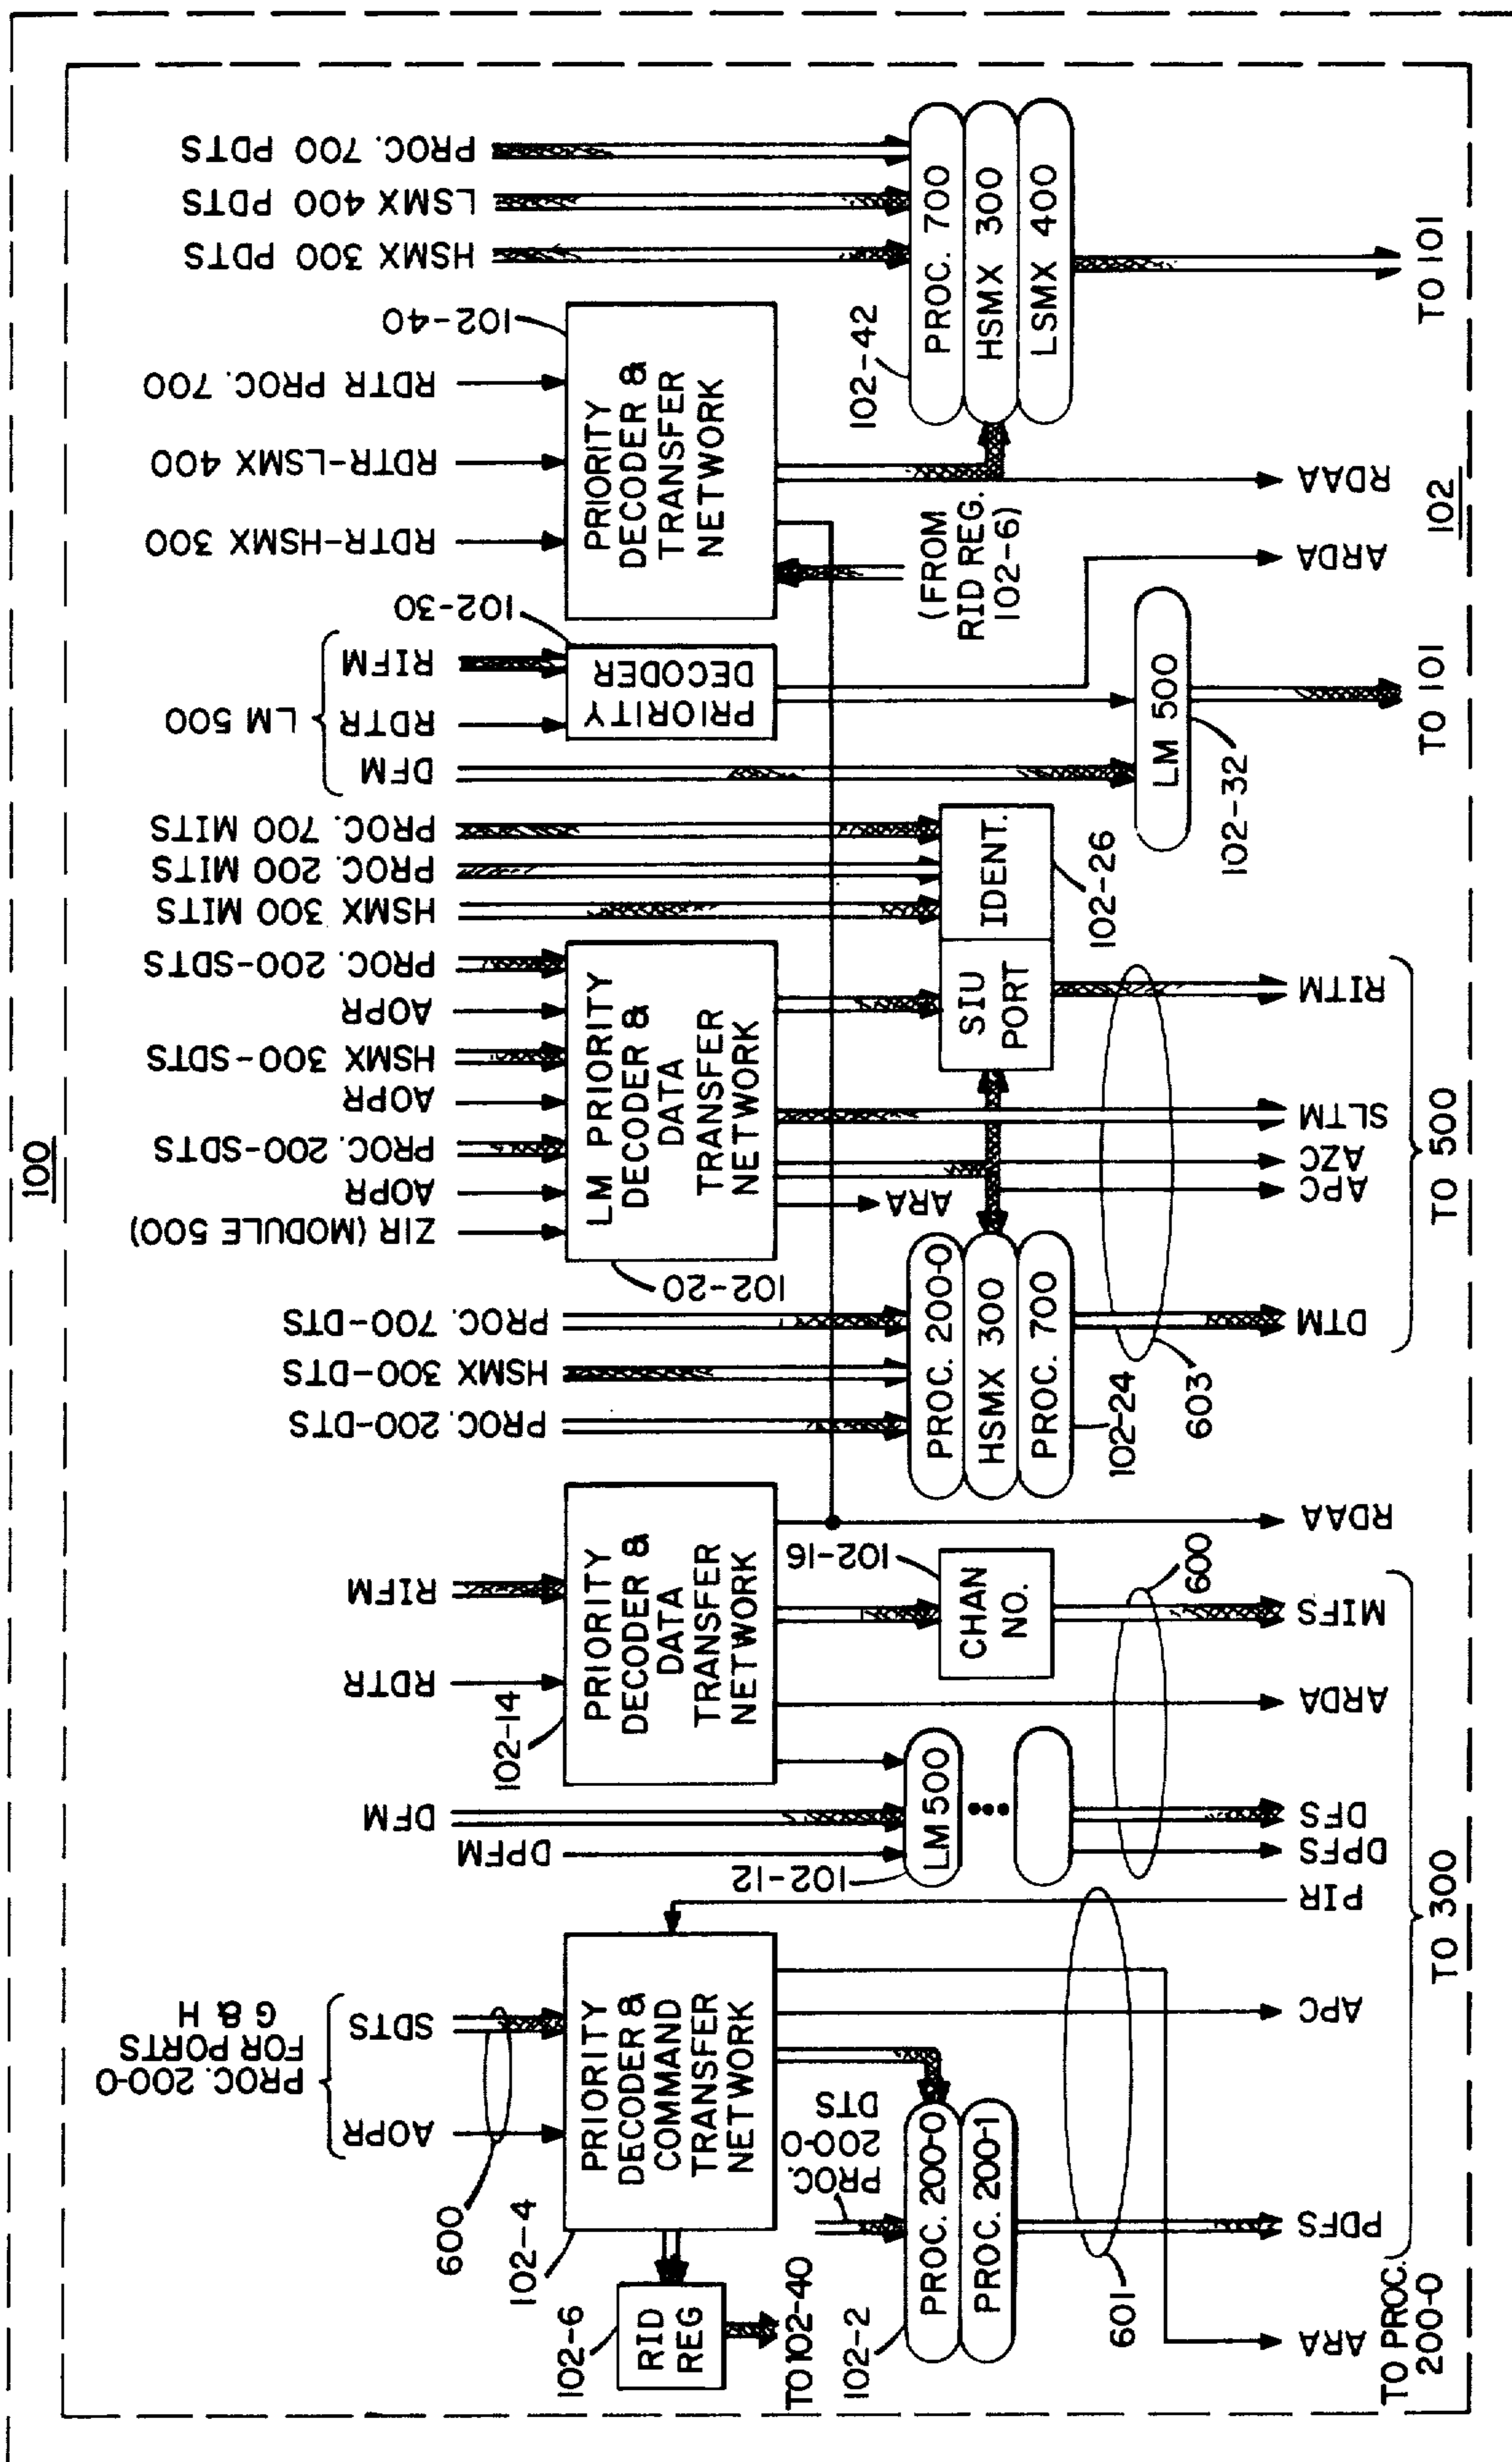 100
PROC. 200-0
FOR PORTS
G & H
AOPR
SDTS
600
102-4
PRIORITY
DECODER &
COMMAND
TRANSFER
NETWORK
102-6
RID
REG
TO 102-40
PROC.
200-0
DTS
102-2
PROC. 200-0
PROC. 200-1
601
ARA
TO PROC.
200-0
PDFS
APC
PIR
DPFM
DFM
RDTR
RIFM
102-14
PRIORITY
DECODER &
DATA
TRANSFER
NETWORK
102-12
LM 500
102-16
CHAN
NO.
600
DPFS
DFS
ARDA
MIFS
RDAA
TO 300
PROC. 200-DTS
HSMX 300-DTS
PROC. 700-DTS
ZIR (MODULE 500)
AOPR
PROC. 200-SDTS
AOPR
HSMX 300-SDTS
AOPR
PROC. 200-SDTS
HSMX 300 MITS
PROC. 200 MITS
PROC. 700 MITS
102-20
LM PRIORITY
DECODER &
DATA
TRANSFER
NETWORK
ARA
PROC. 200-0
HSMX 300
PROC. 700
102-24
SIU
PORT
IDENT.
102-26
603
DTM
APC
AZC
SLTM
RITM
TO 500
LM 500
DFM
RDTR
RIFM
102-30
PRIORITY
DECODER
LM 500
102-32
TO 101
ARDA
RDTR-HSMX 300
RDTR-LSMX 400
RDTR PROC. 700
102-40
PRIORITY
DECODER &
TRANSFER
NETWORK
(FROM
RID REG.
102-6)
RDAA
HSMX 300 PDTS
LSMX 400 PDTS
PROC. 700 PDTS
102-42
PROC. 700
HSMX 300
LSMX 400
TO 101
102